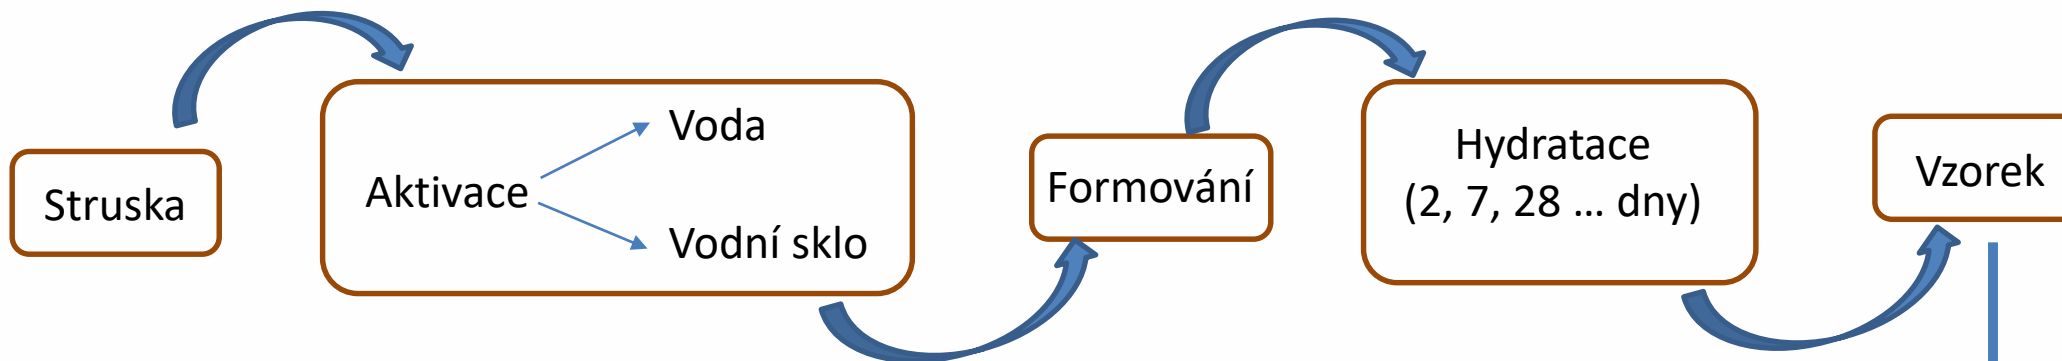 Struska
Aktivace
Voda
Vodní sklo
Formování
Hydratace
(2, 7, 28 ... dny)
Vzorek